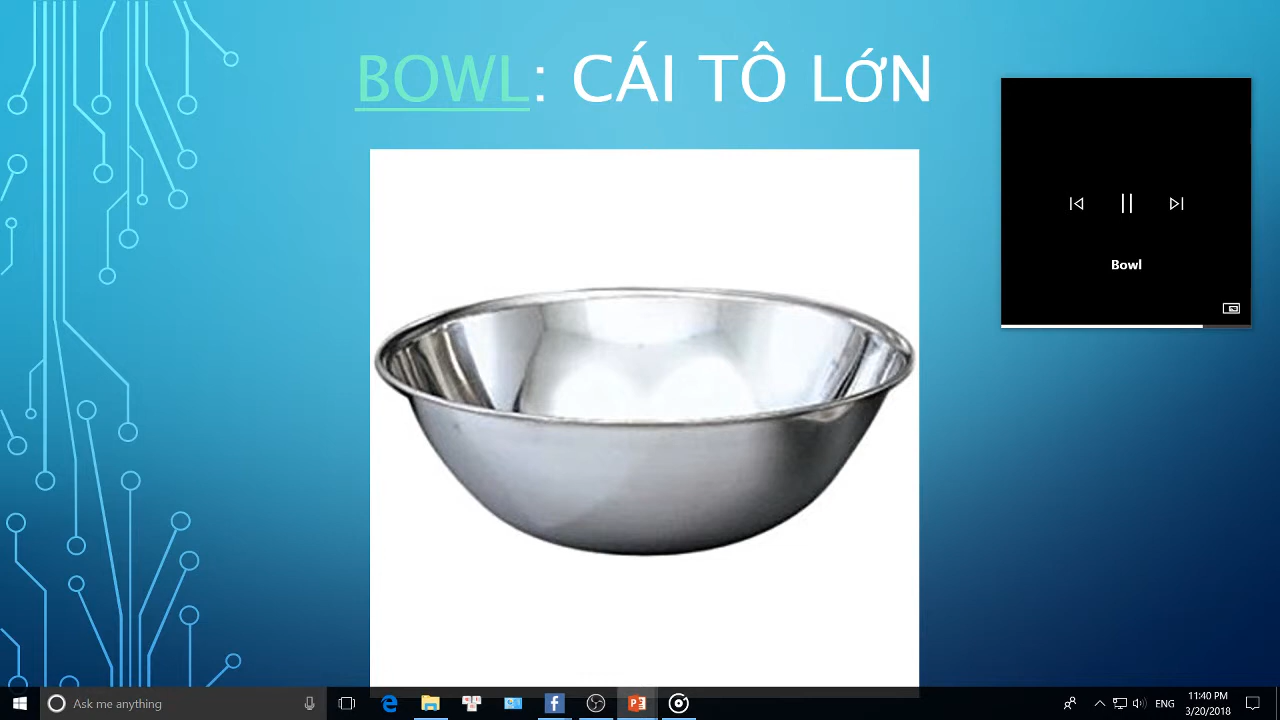 BOWL: CÁI TÔ LỚN
Bowl
Ask me anything
ENG
11:40 PM
3/20/2018